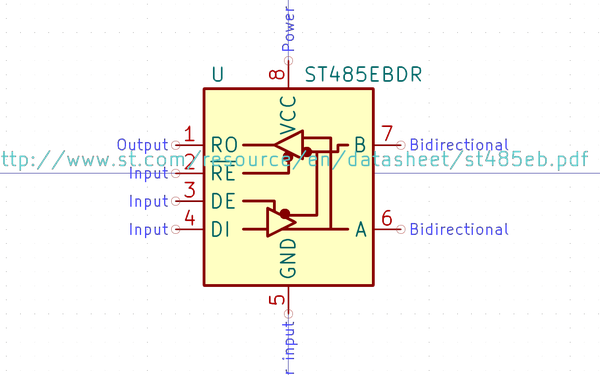 Power
U ST485EBDR
8
VCC
Output 1 RO B 7 Bidirectional
ttp://www.st.com/resource/en/datasheet/st485eb.pdf
Input 2 RE
Input 3 DE
Input 4 DI A 6 Bidirectional
GND
5
r input